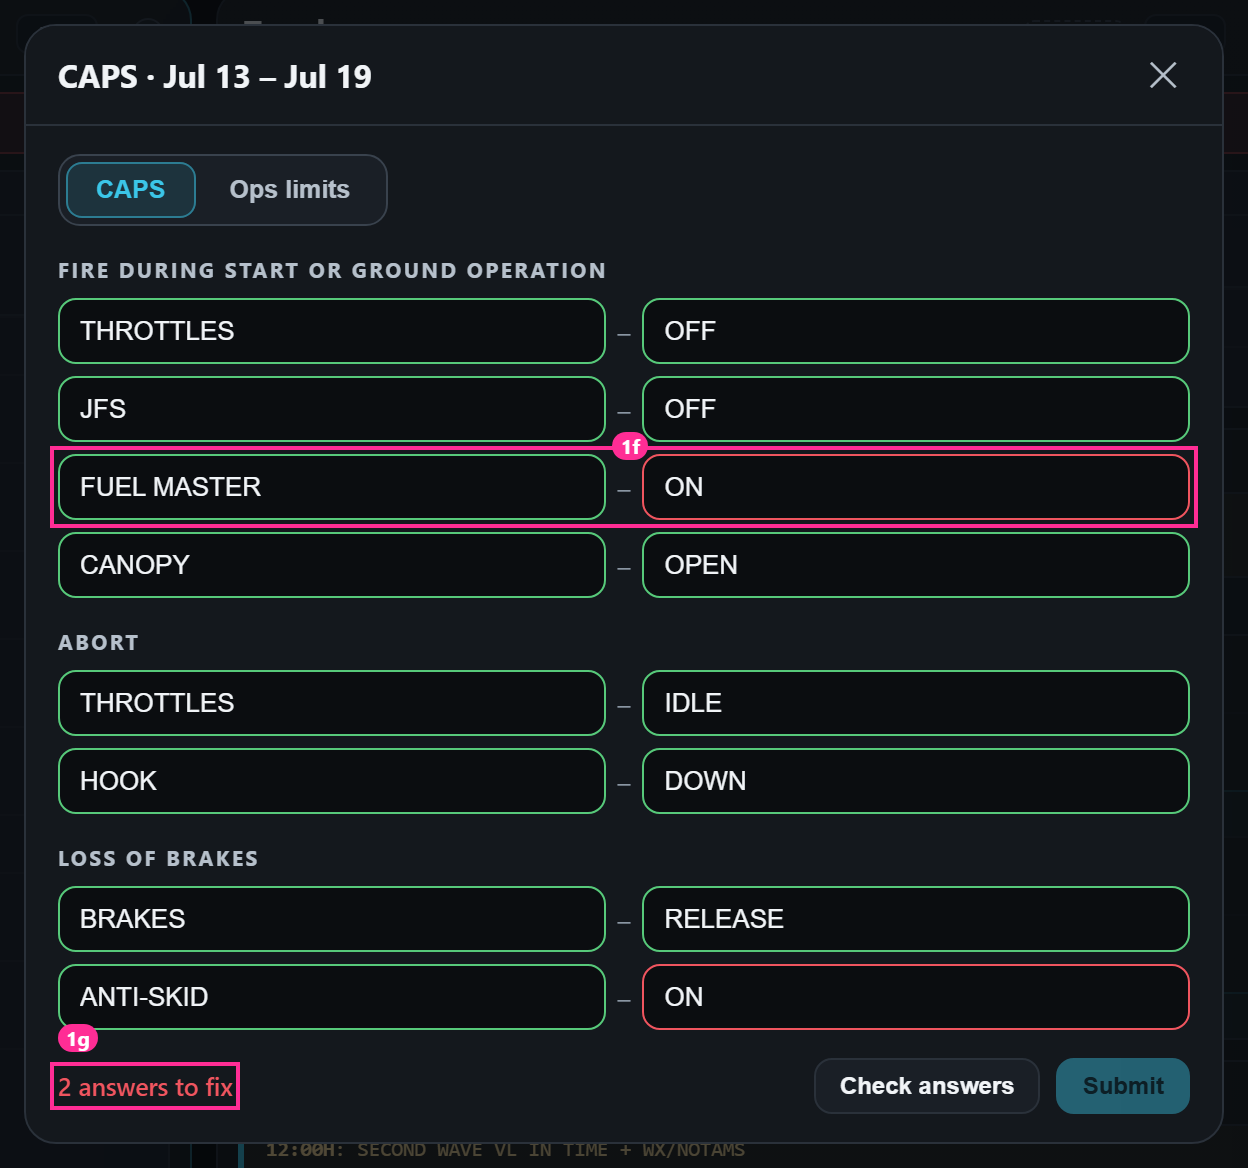 CAPS · Jul 13 – Jul 19
CAPS Ops limits
FIRE DURING START OR GROUND OPERATION
THROTTLES – OFF
JFS – OFF
1f
FUEL MASTER – ON
CANOPY – OPEN
ABORT
THROTTLES – IDLE
HOOK – DOWN
LOSS OF BRAKES
BRAKES – RELEASE
ANTI-SKID – ON
1g
2 answers to fix Check answers Submit
12:00H: SECOND WAVE VL IN TIME + WX/NOTAMS